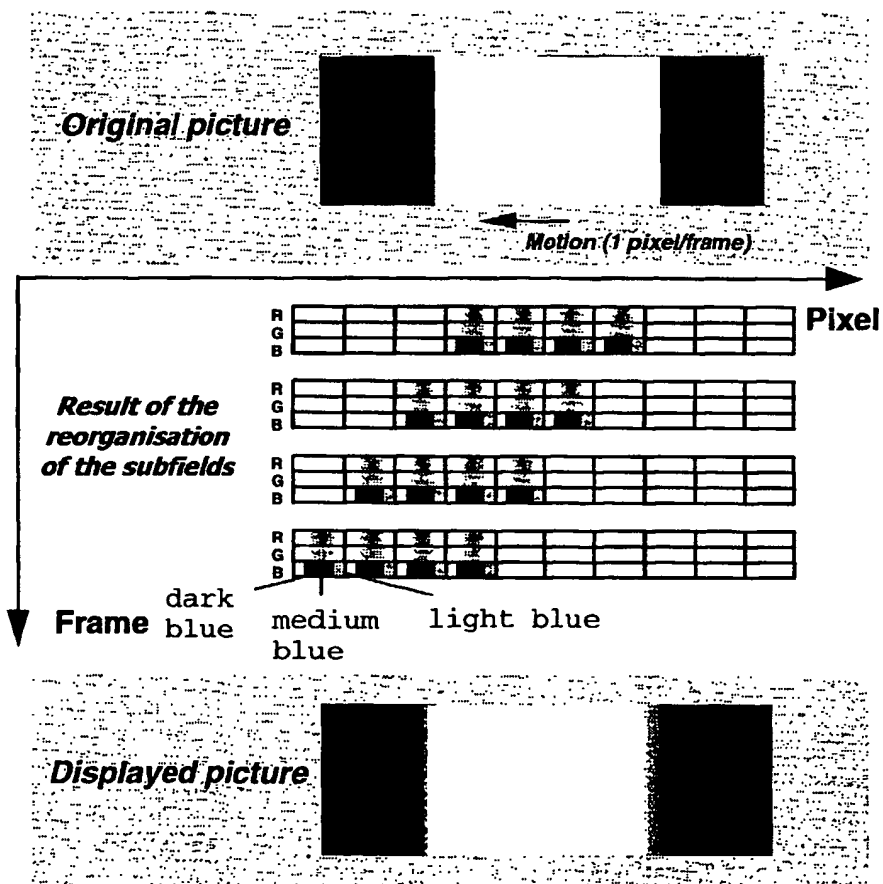 Original picture
Motion (1 pixel/frame)
Pixel
R
G
B
R
G
B
Result of the
reorganisation
of the subfields
R
G
B
R
G
B
Frame
dark
blue
medium
blue
light blue
Displayed picture